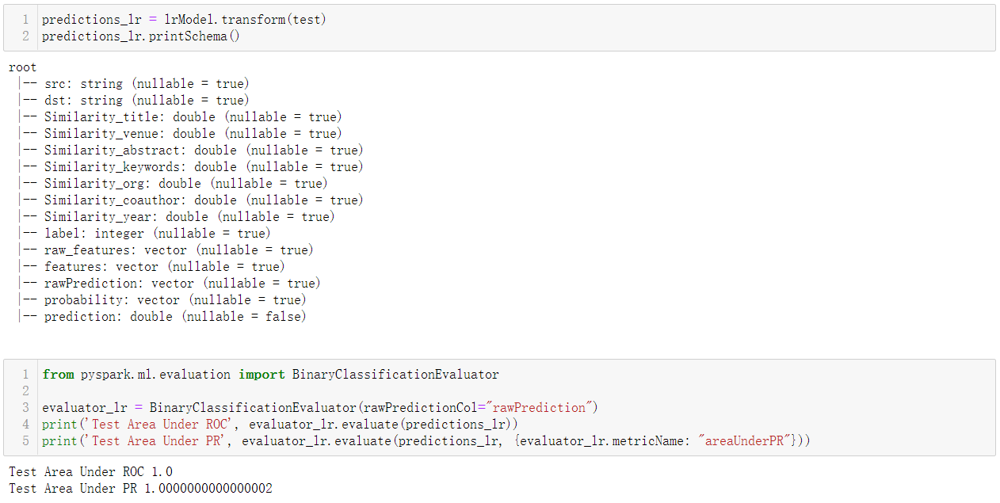 1 predictions_lr = lrModel.transform(test)
2 predictions_lr.printSchema()
root
|-- src: string (nullable = true)
|-- dst: string (nullable = true)
|-- Similarity_title: double (nullable = true)
|-- Similarity_venue: double (nullable = true)
|-- Similarity_abstract: double (nullable = true)
|-- Similarity_keywords: double (nullable = true)
|-- Similarity_org: double (nullable = true)
|-- Similarity_coauthor: double (nullable = true)
|-- Similarity_year: double (nullable = true)
|-- label: integer (nullable = true)
|-- raw_features: vector (nullable = true)
|-- features: vector (nullable = true)
|-- rawPrediction: vector (nullable = true)
|-- probability: vector (nullable = true)
|-- prediction: double (nullable = false)
1 from pyspark.ml.evaluation import BinaryClassificationEvaluator
2
3 evaluator_lr = BinaryClassificationEvaluator(rawPredictionCol="rawPrediction")
4 print('Test Area Under ROC', evaluator_lr.evaluate(predictions_lr))
5 print('Test Area Under PR', evaluator_lr.evaluate(predictions_lr, {evaluator_lr.metricName: "areaUnderPR"}))
Test Area Under ROC 1.0
Test Area Under PR 1.0000000000000002